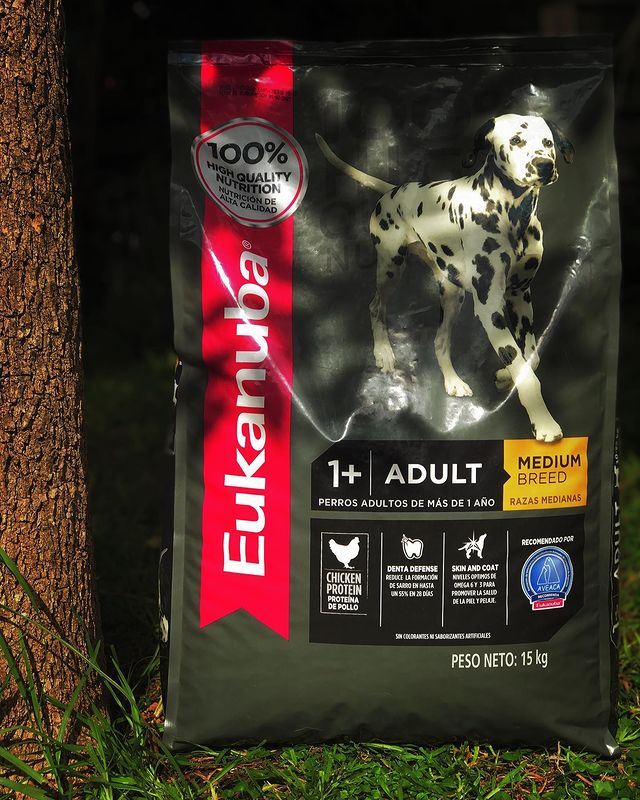 100%
HIGH QUALITY
NUTRITION
NUTRICIÓN DE
ALTA CALIDAD
Eukanuba®
1+ ADULT
PERROS ADULTOS DE MÁS DE 1 AÑO
MEDIUM
BREED
RAZAS MEDIANAS
CHICKEN
PROTEIN
PROTEÍNA
DE POLLO
DENTA DEFENSE
REDUCE LA FORMACIÓN
DE SARRO EN HASTA
UN 55% EN 28 DÍAS
SKIN AND COAT
NIVELES OPTIMOS DE
OMEGA 6 Y 3 PARA
PROMOVER LA SALUD
DE LA PIEL Y PELAJE.
RECOMENDADO POR
AVEACA
RECOMIENDA
Eukanuba
SIN COLORANTES NI SABORIZANTES ARTIFICIALES
PESO NETO: 15 kg